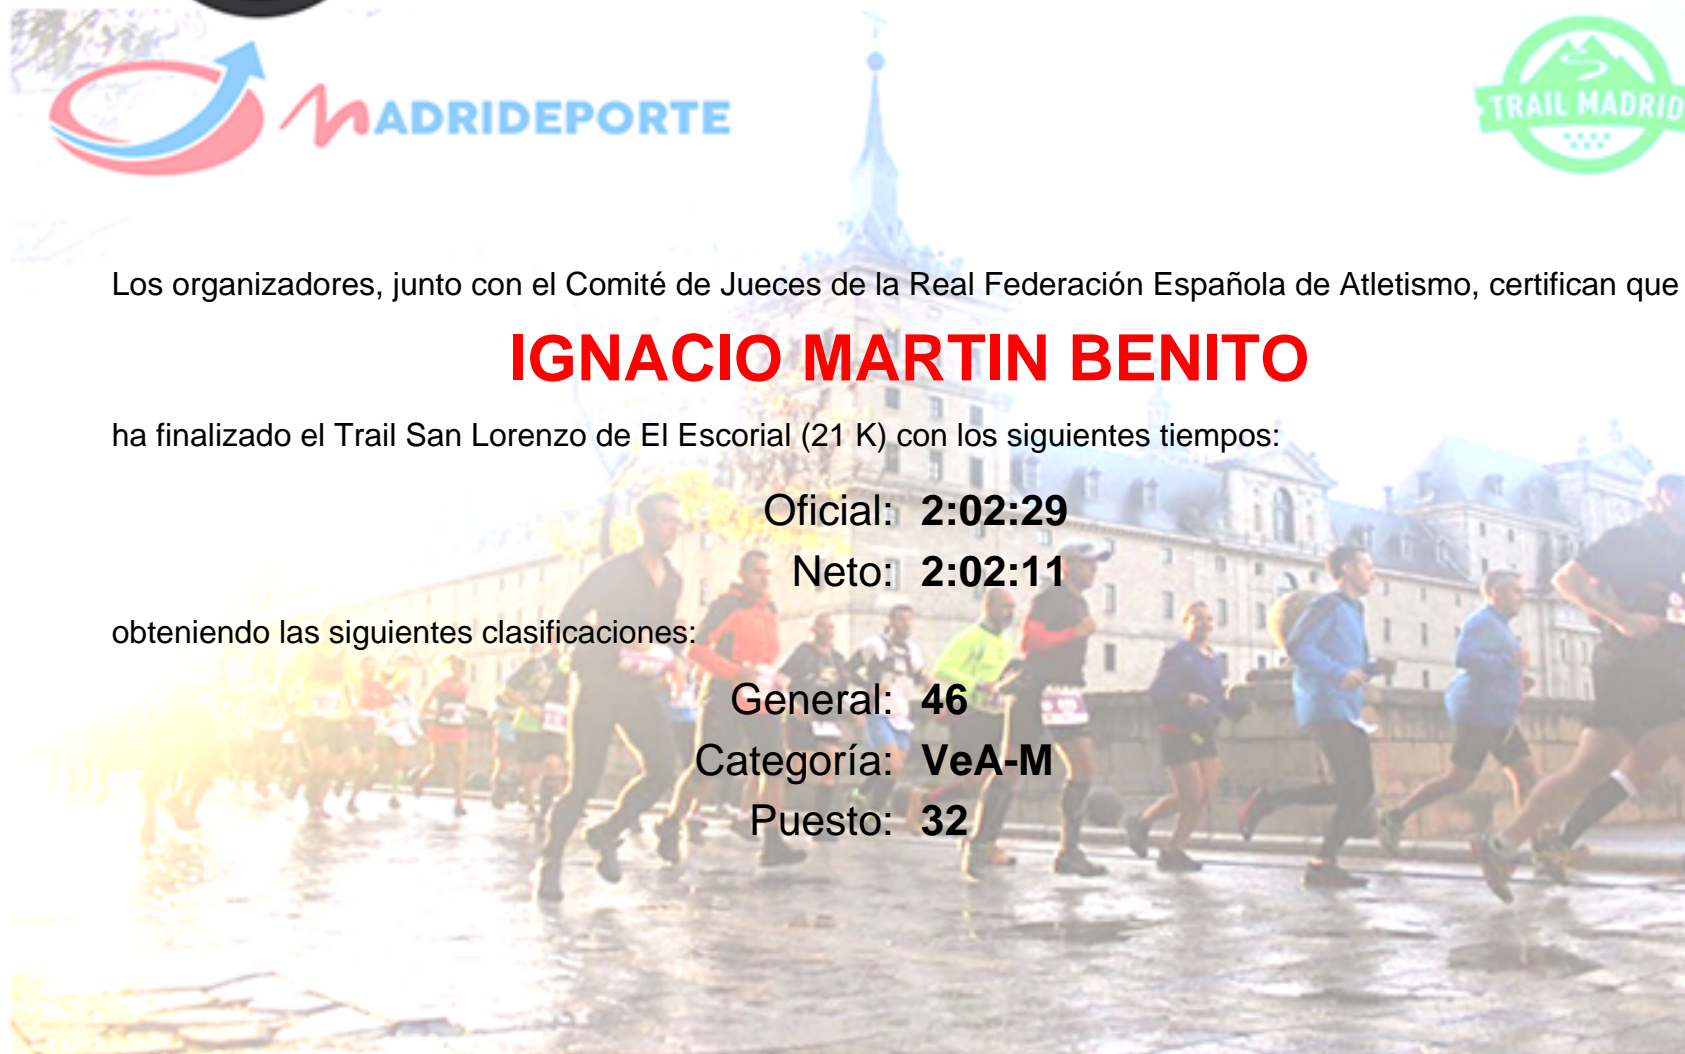 MADRIDEPORTE
TRAIL MADRID
Los organizadores, junto con el Comité de Jueces de la Real Federación Española de Atletismo, certifican que
IGNACIO MARTIN BENITO
ha finalizado el Trail San Lorenzo de El Escorial (21 K) con los siguientes tiempos:
Oficial: 2:02:29
Neto: 2:02:11
obteniendo las siguientes clasificaciones:
General: 46
Categoría: VeA-M
Puesto: 32